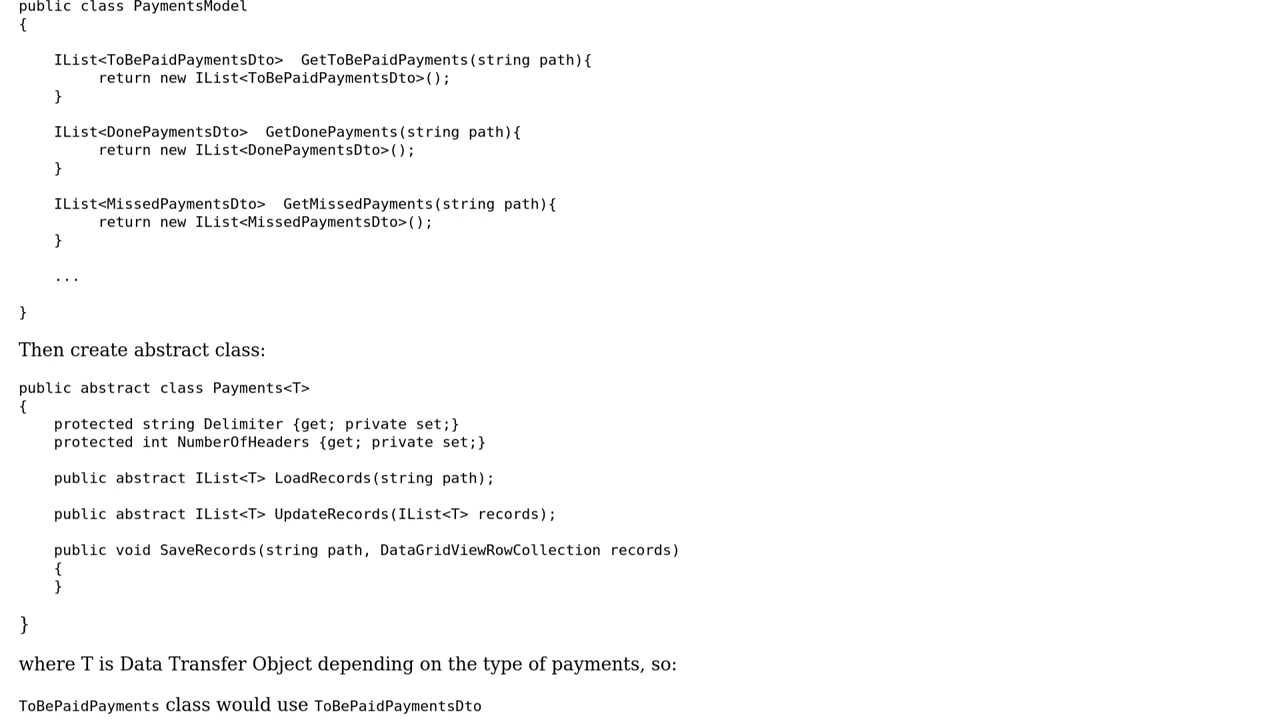 public class PaymentsModel
{
IList<ToBePaidPaymentsDto>  GetToBePaidPayments(string path){
return new IList<ToBePaidPaymentsDto>();
}
IList<DonePaymentsDto>  GetDonePayments(string path){
return new IList<DonePaymentsDto>();
}
IList<MissedPaymentsDto>  GetMissedPayments(string path){
return new IList<MissedPaymentsDto>();
}
...
}
Then create abstract class:
public abstract class Payments<T>
{
protected string Delimiter {get; private set;}
protected int NumberOfHeaders {get; private set;}
public abstract IList<T> LoadRecords(string path);
public abstract IList<T> UpdateRecords(IList<T> records);
public void SaveRecords(string path, DataGridViewRowCollection records)
{
}
}
where T is Data Transfer Object depending on the type of payments, so:
ToBePaidPayments class would use ToBePaidPaymentsDto